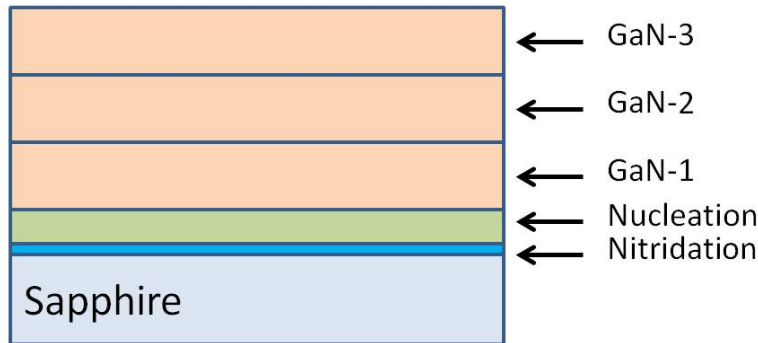 GaN-3
GaN-2
GaN-1
Nucleation
Nitridation
Sapphire